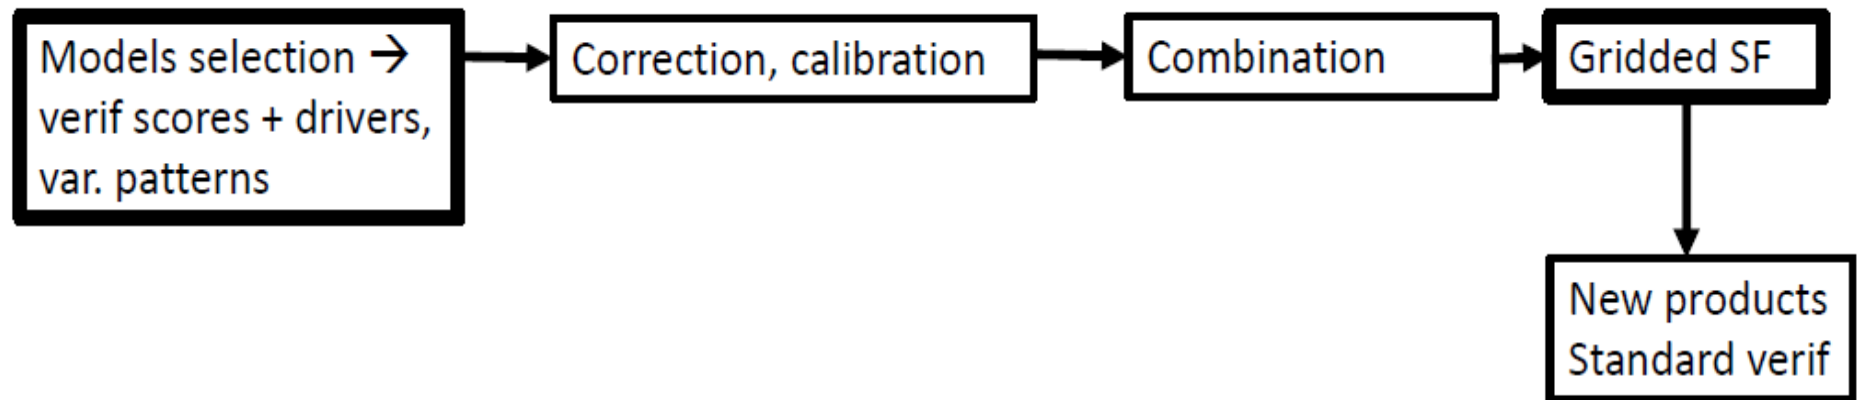 Models selection →
verif scores + drivers,
var. patterns
Correction, calibration
Combination
Gridded SF
New products
Standard verif